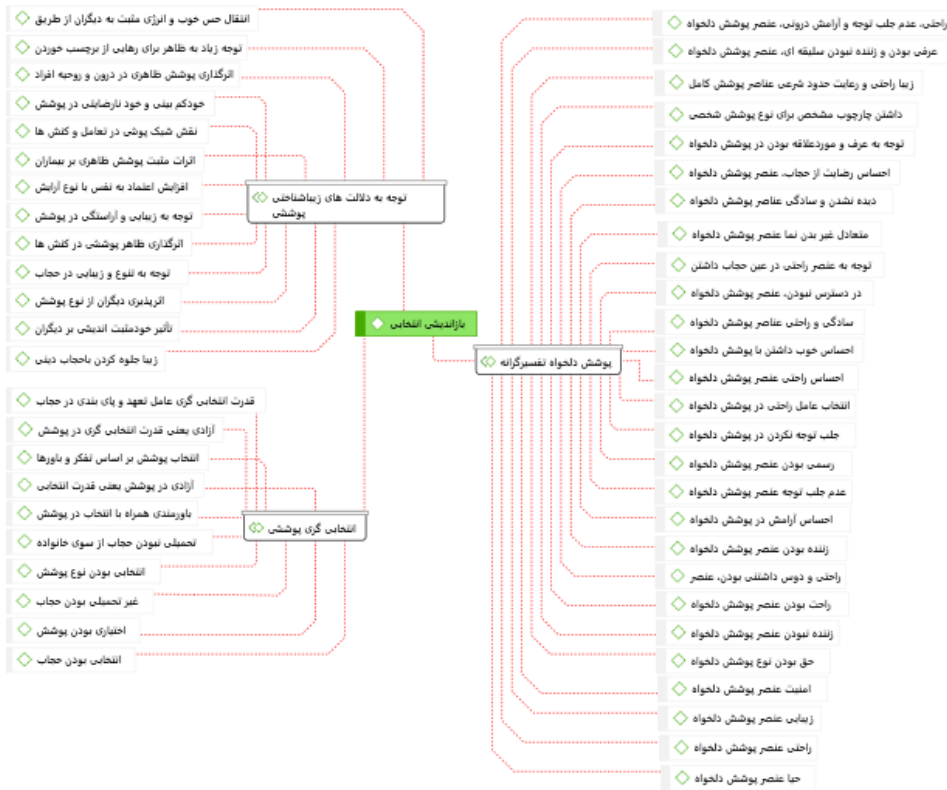 راحتی، عدم جلب توجه و آرامش درونی، عنصر پوشش دلخواه
عرفی بودن و زننده نبودن سلیقه ای، عنصر پوشش دلخواه
زیبا راحتی و رعایت حدود شرعی عناصر پوشش کامل
داشتن چارچوب مشخص برای نوع پوشش شخصی
توجه به عرف و موردعلاقه بودن در پوشش دلخواه
احساس رضایت از حجاب، عنصر پوشش دلخواه
دیده نشدن و سادگی عناصر پوشش دلخواه
متعادل غیر بدن نما عنصر پوشش دلخواه
توجه به عنصر راحتی در عین حجاب داشتن
در دسترس نبودن، عنصر پوشش دلخواه
سادگی و راحتی عناصر پوشش دلخواه
احساس خوب داشتن با پوشش دلخواه
احساس راحتی عنصر پوشش دلخواه
انتخاب عامل راحتی در پوشش دلخواه
جلب توجه نکردن در پوشش دلخواه
رسمی بودن عنصر پوشش دلخواه
عدم جلب توجه عنصر پوشش دلخواه
احساس آرامش در پوشش دلخواه
زننده بودن عنصر پوشش دلخواه
راحتی و دوس داشتنی بودن، عنصر
راحت بودن عنصر پوشش دلخواه
زننده نبودن عنصر پوشش دلخواه
حق بودن نوع پوشش دلخواه
امنیت عنصر پوشش دلخواه
زیبایی عنصر پوشش دلخواه
راحتی عنصر پوشش دلخواه
حیا عنصر پوشش دلخواه
پوشش دلخواه تفسیرگرانه
بازاندیشی انتخابی
توجه به دلالت های زیباشناختی
پوششی
انتخابی گری پوششی
انتقال حس خوب و انرژی مثبت به دیگران از طریق
توجه زیاد به ظاهر برای رهایی از برچسب خوردن
اثرگذاری پوشش ظاهری در درون و روحیه افراد
خودکم بینی و خود نارضایتی در پوشش
نقش شیک پوشی در تعامل و کنش ها
اثرات مثبت پوشش ظاهری بر بیماران
افزایش اعتماد به نفس با نوع آرایش
توجه به زیبایی و آراستگی در پوشش
اثرگذاری ظاهر پوششی در کنش ها
توجه به تنوع و زیبایی در حجاب
اثرپذیری دیگران از نوع پوشش
تأثیر خودمثبت اندیشی بر دیگران
زیبا جلوه کردن باحجاب دینی
قدرت انتخابی گری عامل تعهد و پای بندی در حجاب
آزادی یعنی قدرت انتخابی گری در پوشش
انتخاب پوشش بر اساس تفکر و باورها
آزادی در پوشش یعنی قدرت انتخابی
باورمندی همراه با انتخاب در پوشش
تحمیلی نبودن حجاب از سوی خانواده
انتخابی بودن نوع پوشش
غیر تحمیلی بودن حجاب
اختیاری بودن پوشش
انتخابی بودن حجاب